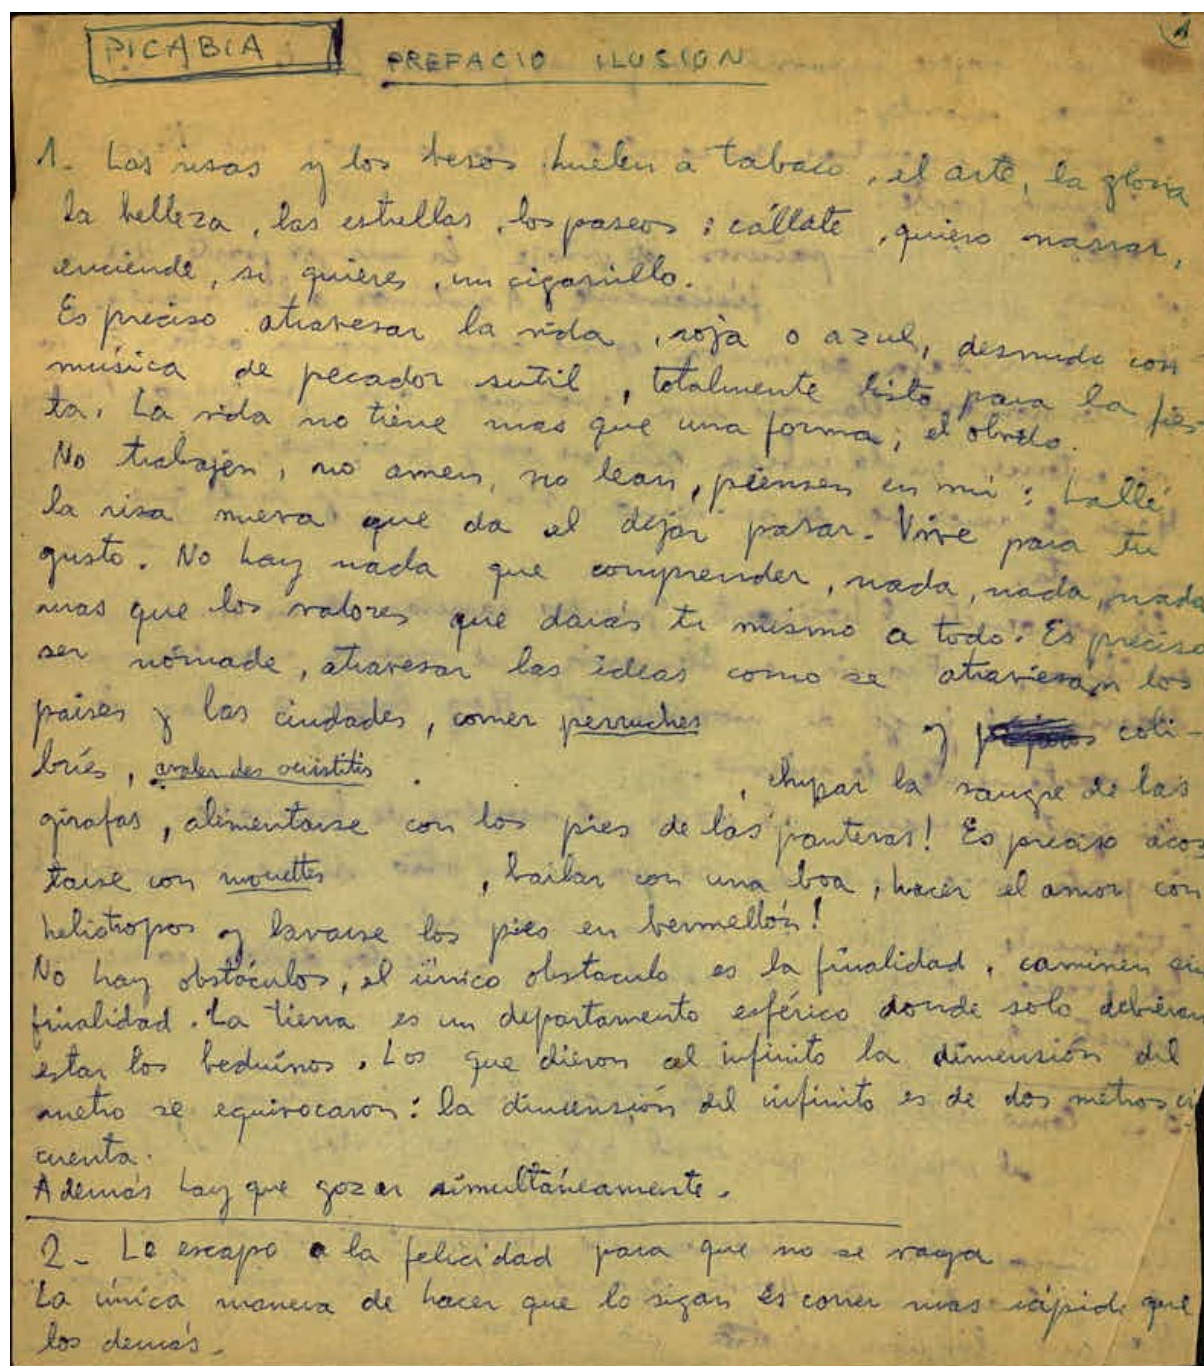 PICABIA
PREFACIO ILUSION
1
1- Las risas y los besos huelen a tabaco, el arte, la gloria
la belleza, las estrellas, los paseos : cállate, quiero narrar,
enciende, si quieres, un cigarrillo.
Es preciso atravesar la vida, roja o azul, desnudo con
música de pecador sutil, totalmente listo para la fies-
ta. La vida no tiene mas que una forma; el olvido.
No trabajen, no amen, no lean, piensen en mi : hallé
la risa nueva que da el dejar pasar. Vive para tu
gusto. No hay nada que comprender, nada, nada, nada
mas que los valores que darás tu mismo a todo. Es preciso
ser nómade, atravesar las ideas como se atraviesan los
paises y las ciudades, comer perruches y coli-
bríes, avaler des ouistitis , chupar la sangre de las
girafas, alimentarse con los pies de las panteras! Es preciso acos
tarse con mouettes , bailar con una boa, hacer el amor con
heliotropos y lavarse los pies en bermellón!
No hay obstáculos, el único obstaculo es la finalidad, caminen sin
finalidad. La tierra es un departamento esférico donde solo debieran
estar los beduinos. Los que dieron al infinito la dimensión del
metro se equivocaron : la dimensión del infinito es de dos metros cin
cuenta.
Además hay que gozar simultáneamente.
2- Le escapo a la felicidad para que no se vaya
La única manera de hacer que lo sigan es correr mas rápido que
los demás.